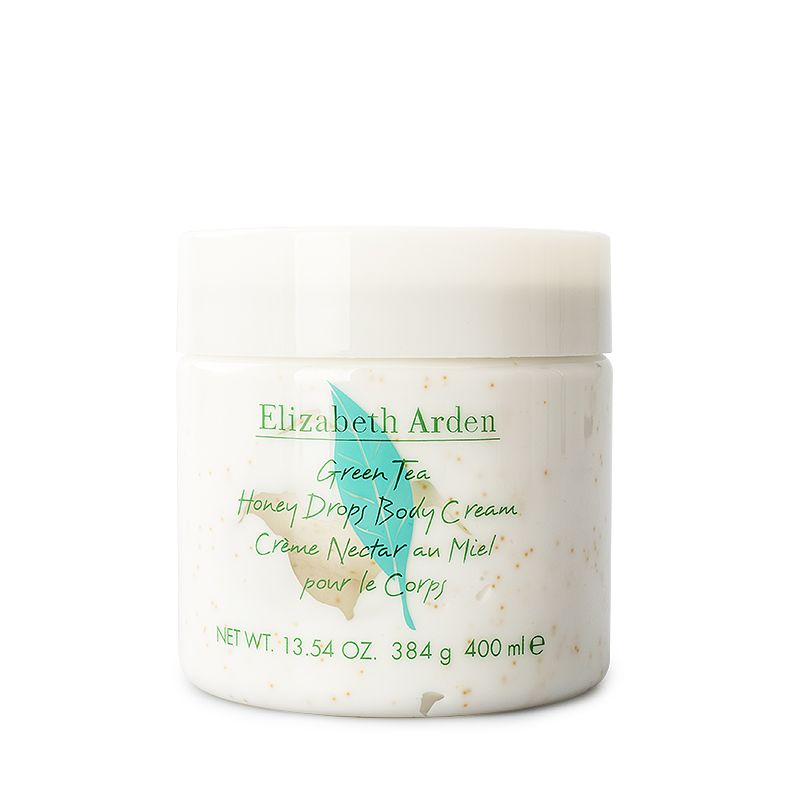 Elizabeth Arden
Green Tea
Honey Drops Body Cream
Crème Nectar au Miel
pour le Corps
NET WT. 13.54 OZ. 384 g 400 ml ℮